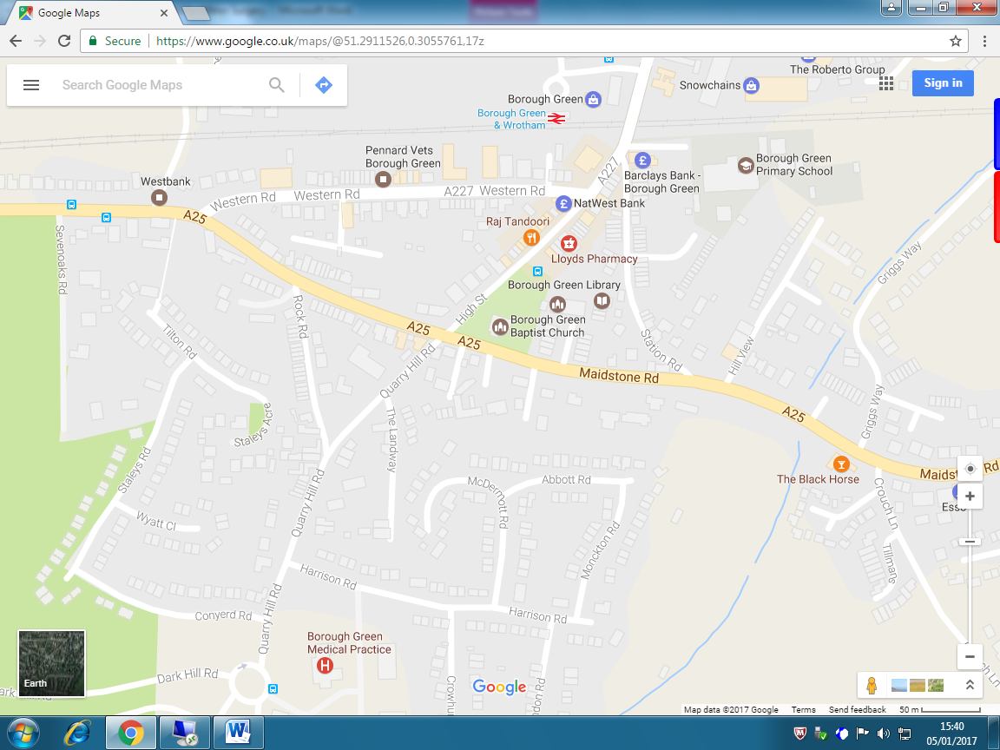 Google Maps
Secure
https://www.google.co.uk/maps/@51.2911526,0.3055761,17z
Search Google Maps
Sign in
The Roberto Group
Snowchains
Borough Green
Borough Green
& Wrotham
Pennard Vets
Borough Green
Westbank
Western Rd
Western Rd
A227 Western Rd
A227
Barclays Bank -
Borough Green
Borough Green
Primary School
NatWest Bank
A25
Raj Tandoori
Lloyds Pharmacy
Sevenoaks Rd
Griggs Way
Borough Green Library
High St
Rock Rd
Borough Green
Baptist Church
A25
A25
Tilton Rd
Station Rd
Hill View
Quarry Hill Rd
Maidstone Rd
A25
Griggs Way
Staleys Acre
The Landway
Staleys Rd
The Black Horse
Maidst
Rd
McDermott Rd
Abbott Rd
Quarry Hill Rd
Crouch Ln
Esso
Wyatt Cl
Monckton Rd
Tillmans
Harrison Rd
Harrison Rd
Conyerd Rd
Quarry Hill Rd
Borough Green
Medical Practice
Dark Hill Rd
Crowhu
Earth
Google
Map data ©2017 Google
Terms
Send feedback
50 m
15:40
05/01/2017